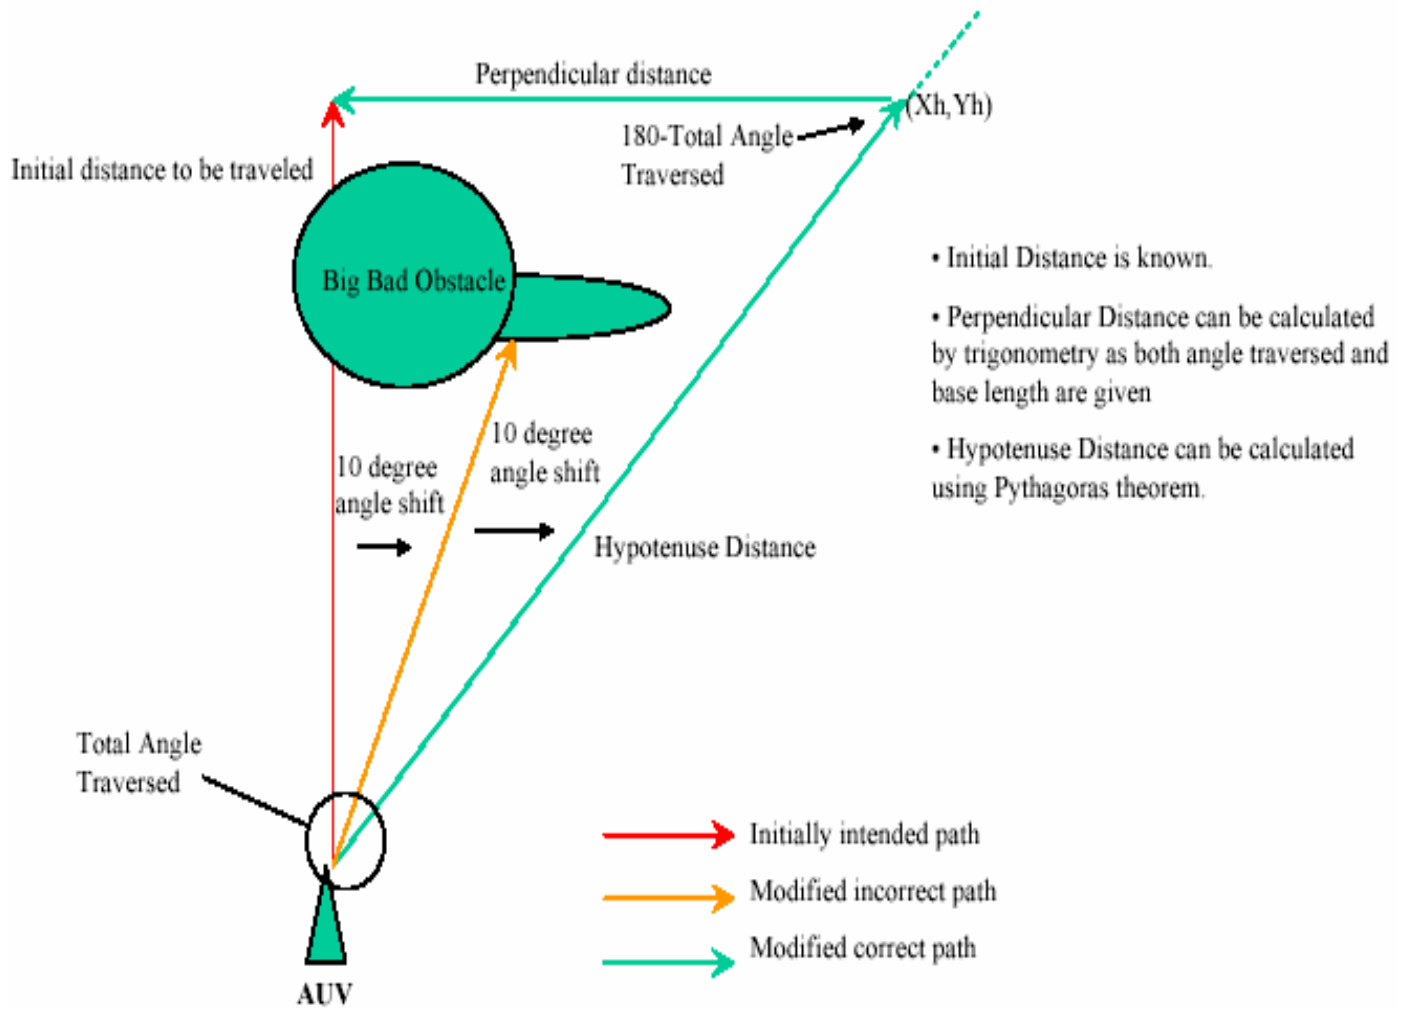 Perpendicular distance
(Xh,Yh)
180-Total Angle
Traversed
Initial distance to be traveled
Big Bad Obstacle
• Initial Distance is known.
• Perpendicular Distance can be calculated
by trigonometry as both angle traversed and
base length are given
• Hypotenuse Distance can be calculated
using Pythagoras theorem.
10 degree
angle shift
10 degree
angle shift
Hypotenuse Distance
Total Angle
Traversed
Initially intended path
Modified incorrect path
Modified correct path
AUV